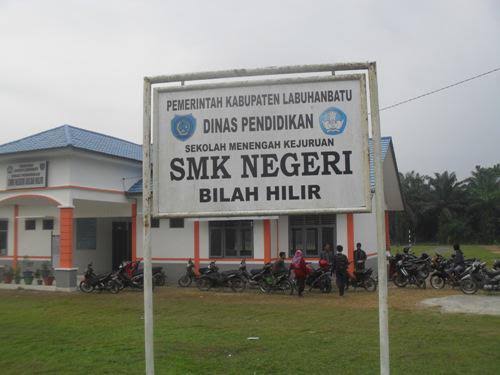 PEMERINTAH KABUPATEN LABUHANBATU
DINAS PENDIDIKAN
SEKOLAH MENENGAH KEJURUAN
SMK NEGERI
BILAH HILIR